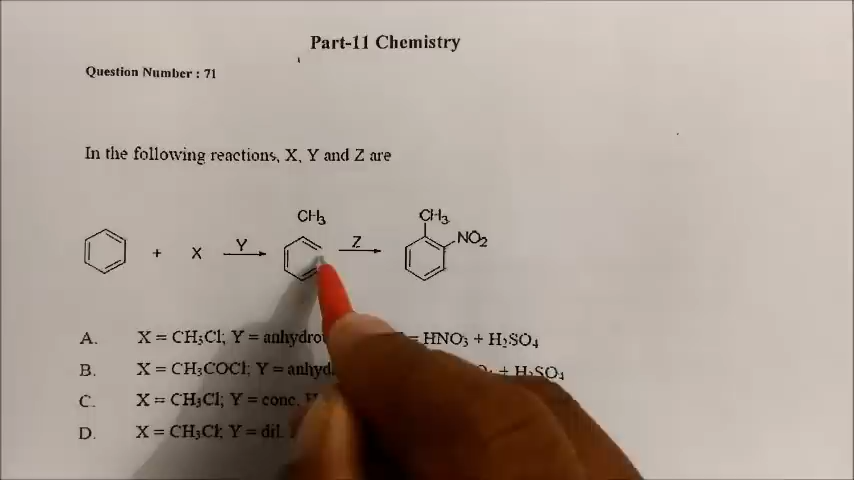 Part-11 Chemistry
Question Number : 71
In the following reactions, X, Y and Z are
CH3 CH3
+ X Y Z NO2
A. X = CH3Cl; Y = anhydro = HNO3 + H2SO4
B. X = CH3COCl; Y = anhyd + H2SO4
C. X = CH3Cl; Y = conc.
D. X = CH3Cl; Y = dil.